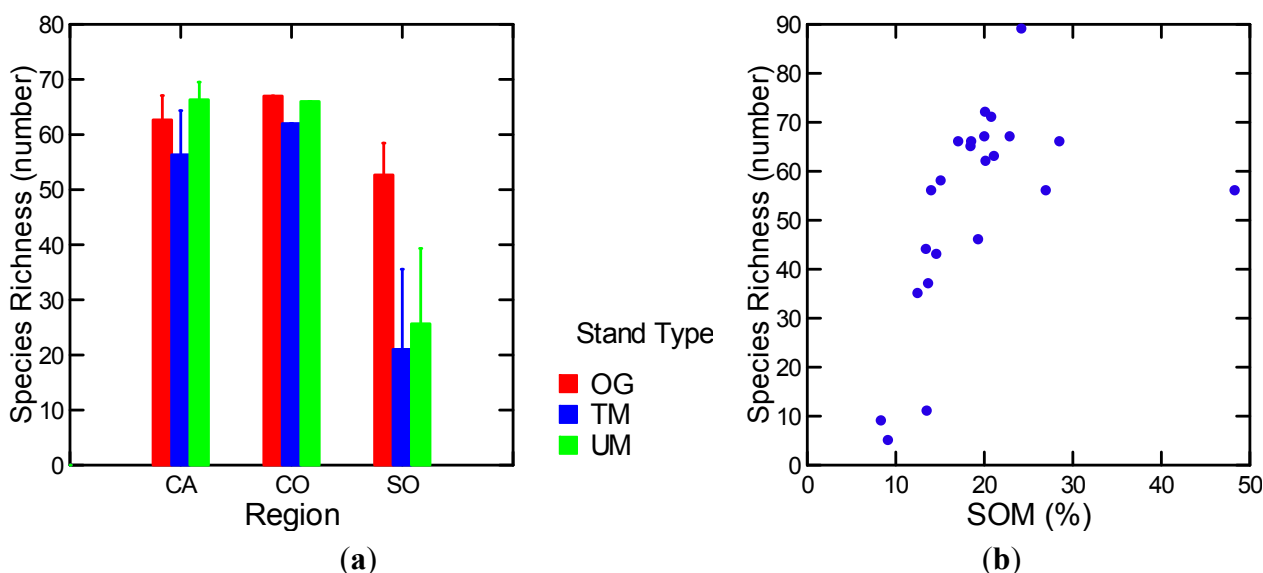 80
70
60
50
40
30
20
10
0
Species Richness (number)
CA CO SO
Region
(a)
Stand Type
OG
TM
UM
90
80
70
60
50
40
30
20
10
0
Species Richness (number)
0 10 20 30 40 50
SOM (%)
(b)